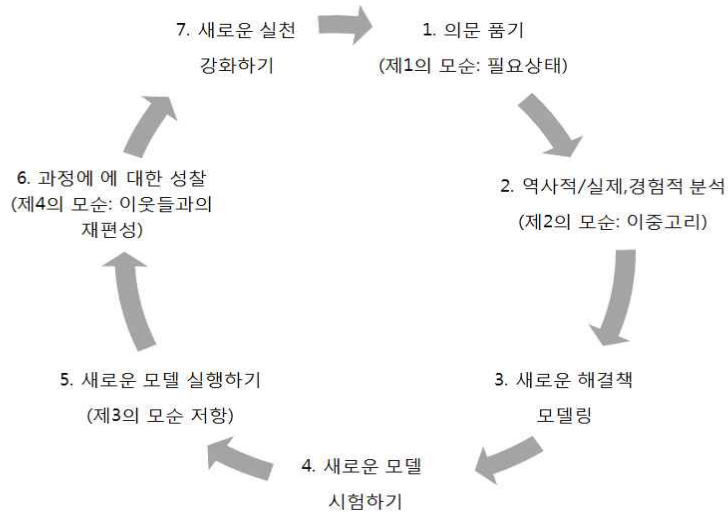 1. 의문 품기
(제1의 모순: 필요상태)
2. 역사적/실제,경험적 분석
(제2의 모순: 이중고리)
3. 새로운 해결책
모델링
4. 새로운 모델
시험하기
5. 새로운 모델 실행하기
(제3의 모순 저항)
6. 과정에 에 대한 성찰
(제4의 모순: 이웃들과의
재편성)
7. 새로운 실천
강화하기